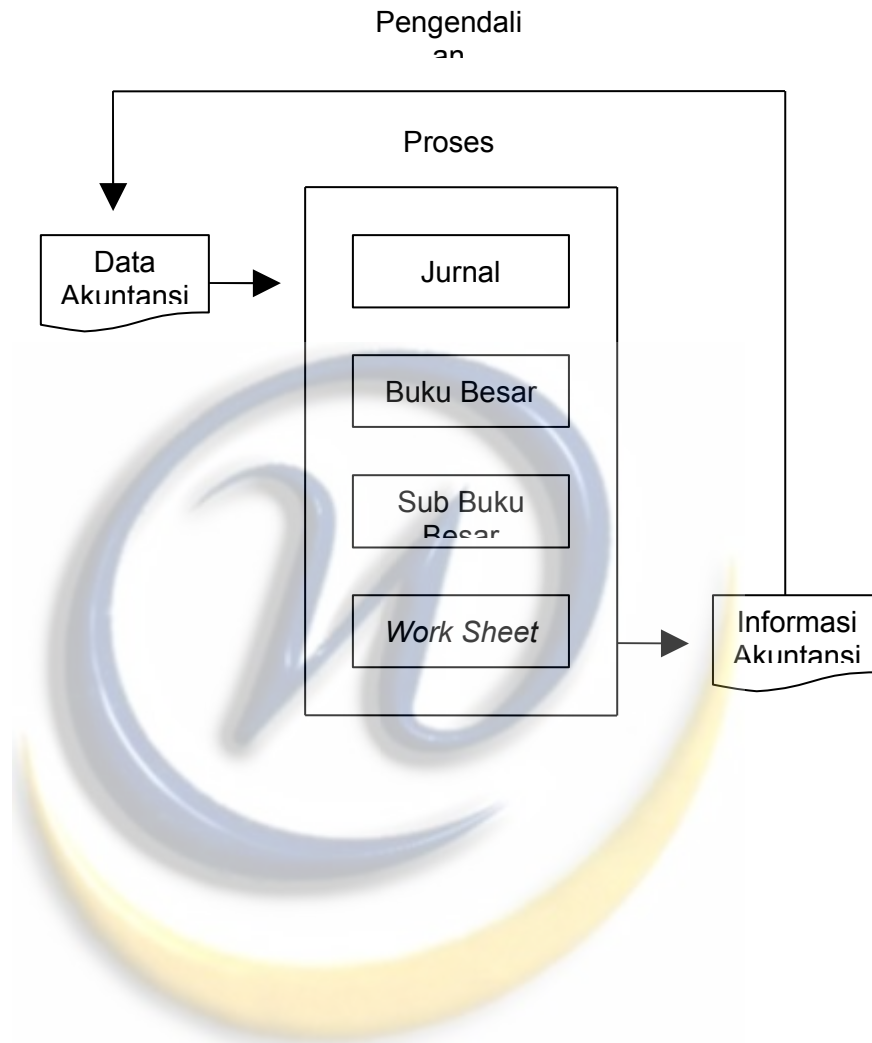 Pengendali
an
Proses
Data
Akuntansi
Jurnal
Buku Besar
Sub Buku
Besar
Work Sheet
Informasi
Akuntansi